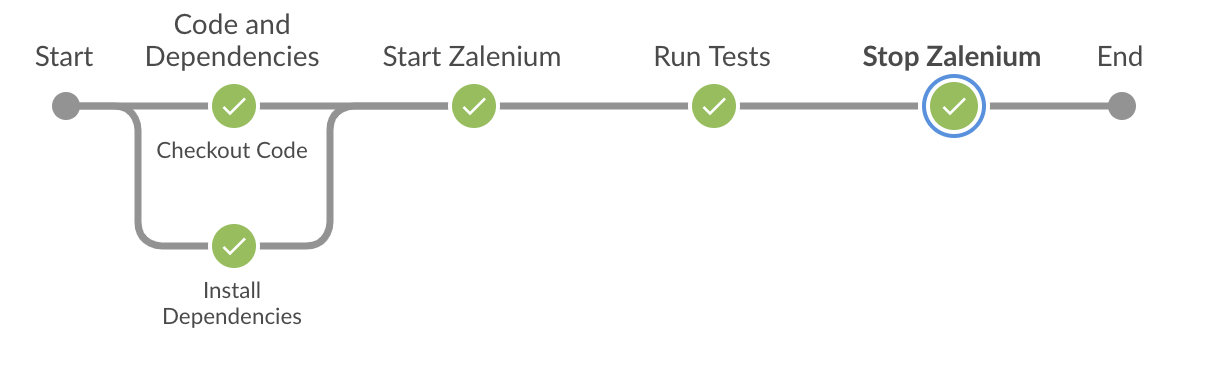 Code and
Start
Dependencies
Start Zalenium
Run Tests
Stop Zalenium
End
Checkout Code
Install
Dependencies